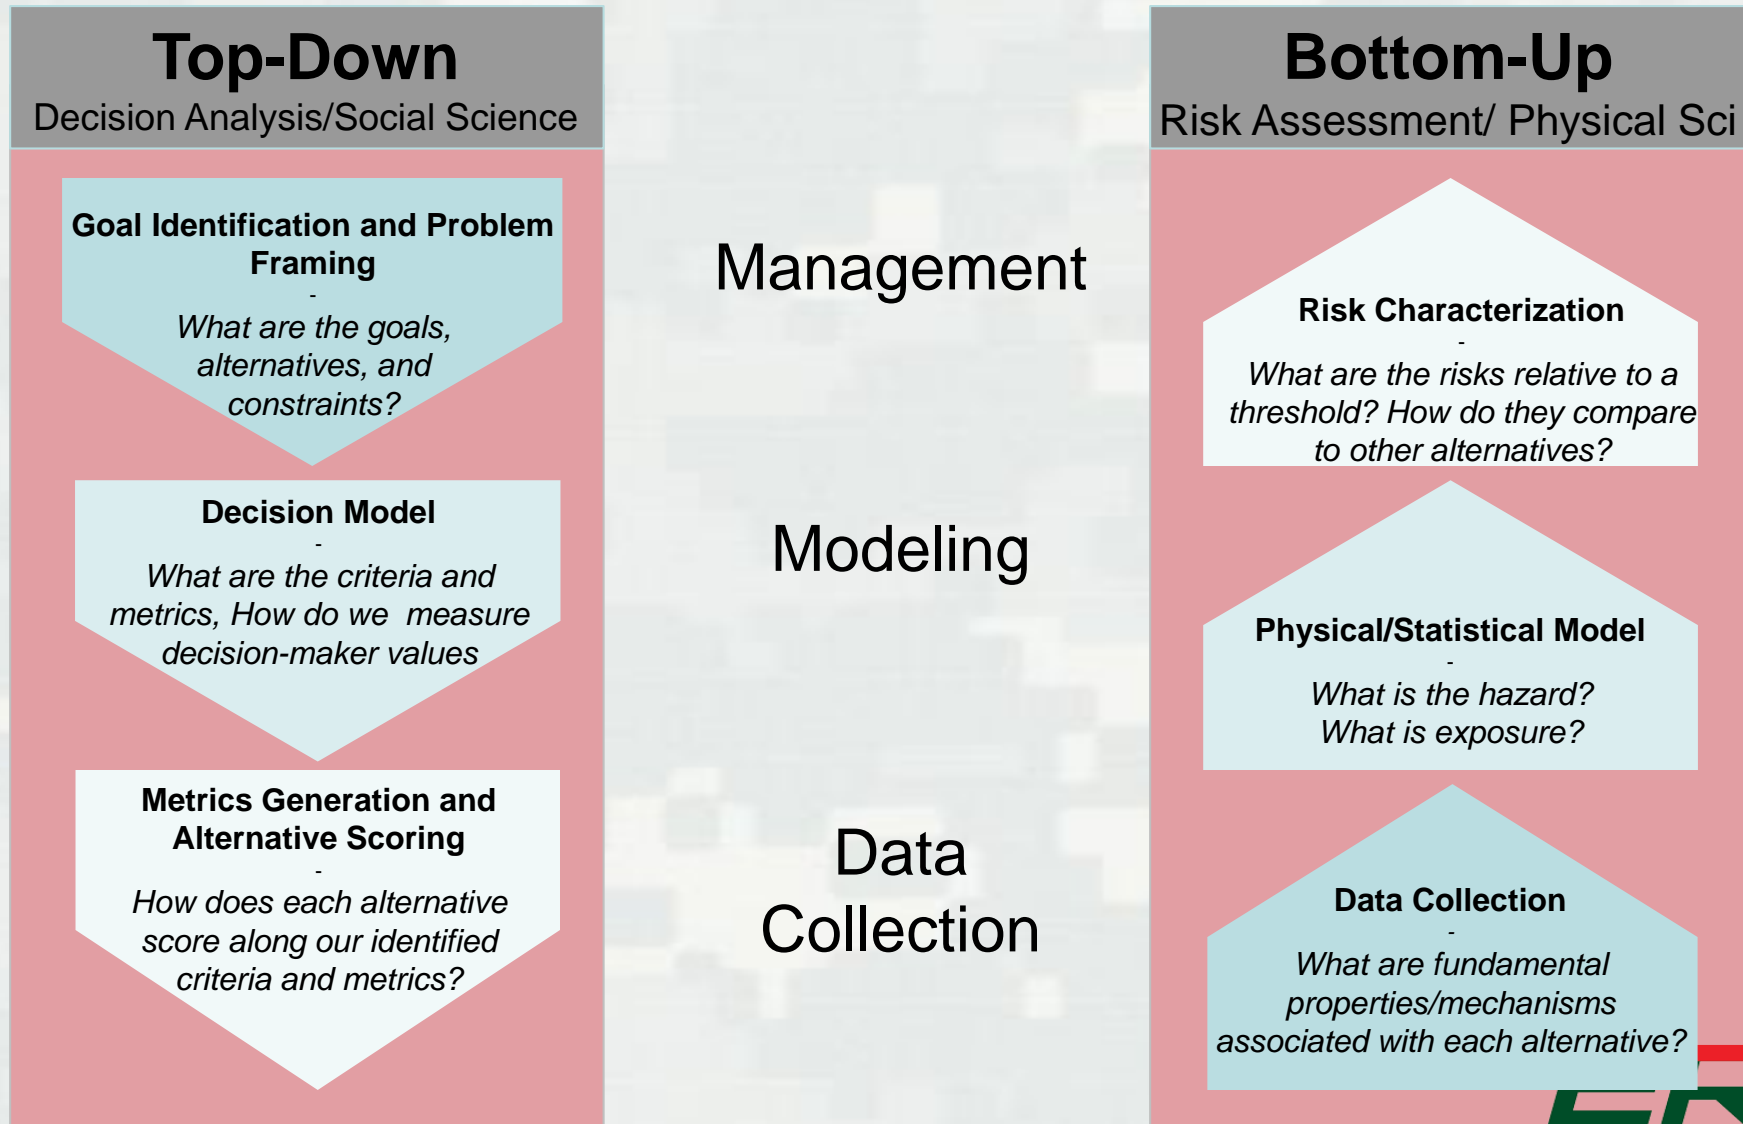 Top-Down
Decision Analysis/Social Science
Goal Identification and Problem
Framing
-
What are the goals,
alternatives, and
constraints?
Decision Model
-
What are the criteria and
metrics, How do we  measure
decision-maker values
Metrics Generation and
Alternative Scoring
-
How does each alternative
score along our identified
criteria and metrics?
Management
Modeling
Data
Collection
Bottom-Up
Risk Assessment/ Physical Sci
Risk Characterization
-
What are the risks relative to a
threshold? How do they compare
to other alternatives?
Physical/Statistical Model
-
What is the hazard?
What is exposure?
Data Collection
-
What are fundamental
properties/mechanisms
associated with each alternative?